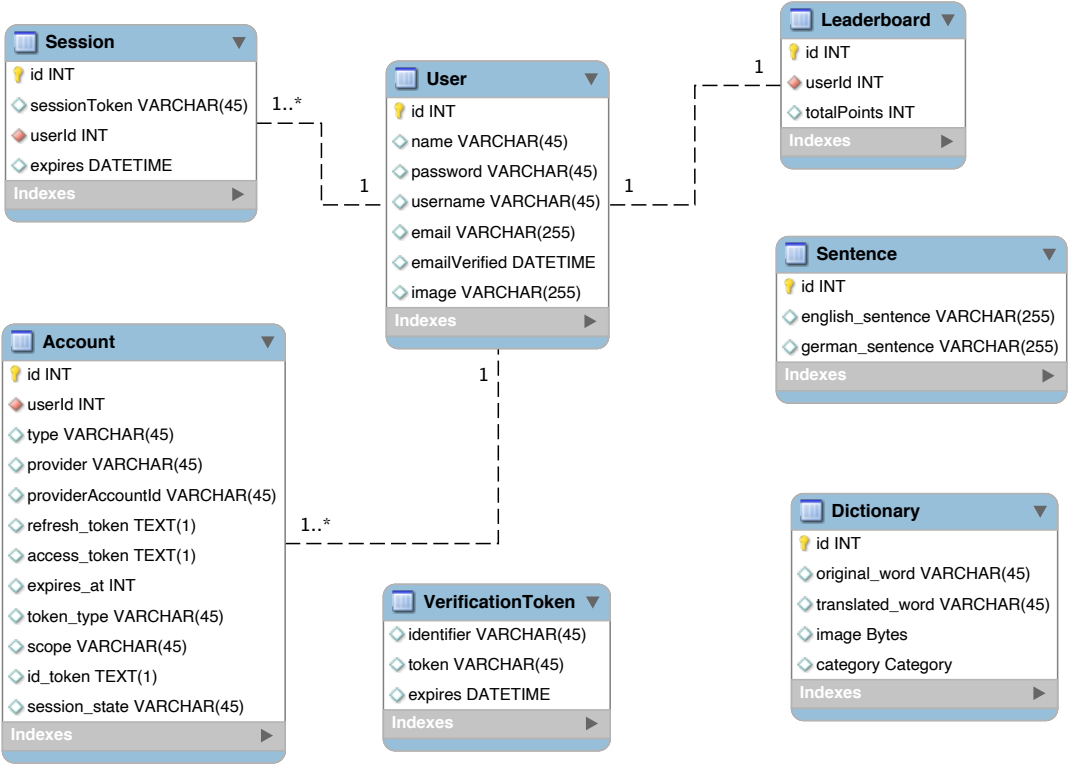 Session
id INT
sessionToken VARCHAR(45)
userId INT
expires DATETIME
Indexes
1..*
1
User
id INT
name VARCHAR(45)
password VARCHAR(45)
username VARCHAR(45)
email VARCHAR(255)
emailVerified DATETIME
image VARCHAR(255)
Indexes
1
1
Leaderboard
id INT
userId INT
totalPoints INT
Indexes
Sentence
id INT
english_sentence VARCHAR(255)
german_sentence VARCHAR(255)
Indexes
Account
id INT
userId INT
type VARCHAR(45)
provider VARCHAR(45)
providerAccountId VARCHAR(45)
refresh_token TEXT(1)
access_token TEXT(1)
expires_at INT
token_type VARCHAR(45)
scope VARCHAR(45)
id_token TEXT(1)
session_state VARCHAR(45)
Indexes
1..*
1
VerificationToken
identifier VARCHAR(45)
token VARCHAR(45)
expires DATETIME
Indexes
Dictionary
id INT
original_word VARCHAR(45)
translated_word VARCHAR(45)
image Bytes
category Category
Indexes